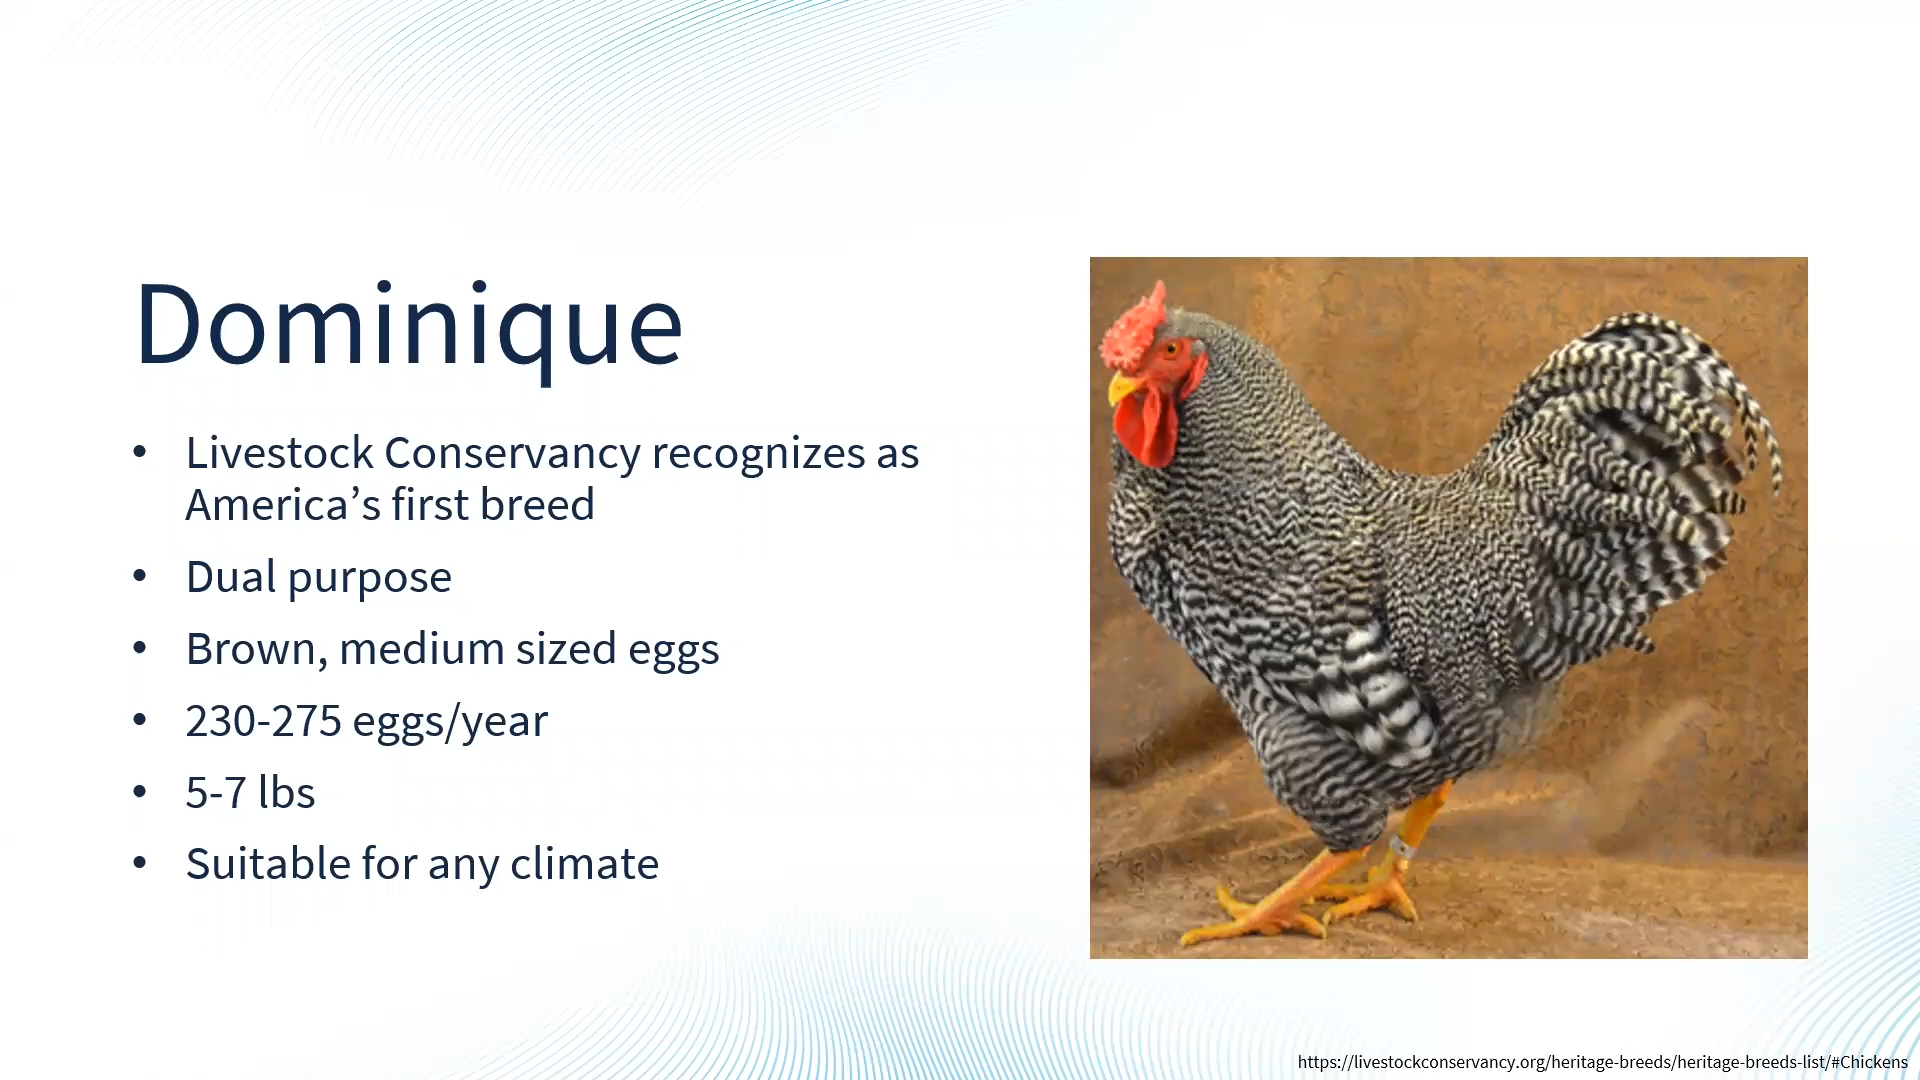 Dominique
• Livestock Conservancy recognizes as
America’s first breed
• Dual purpose
• Brown, medium sized eggs
• 230-275 eggs/year
• 5-7 lbs
• Suitable for any climate
https://livestockconservancy.org/heritage-breeds/heritage-breeds-list/#Chickens